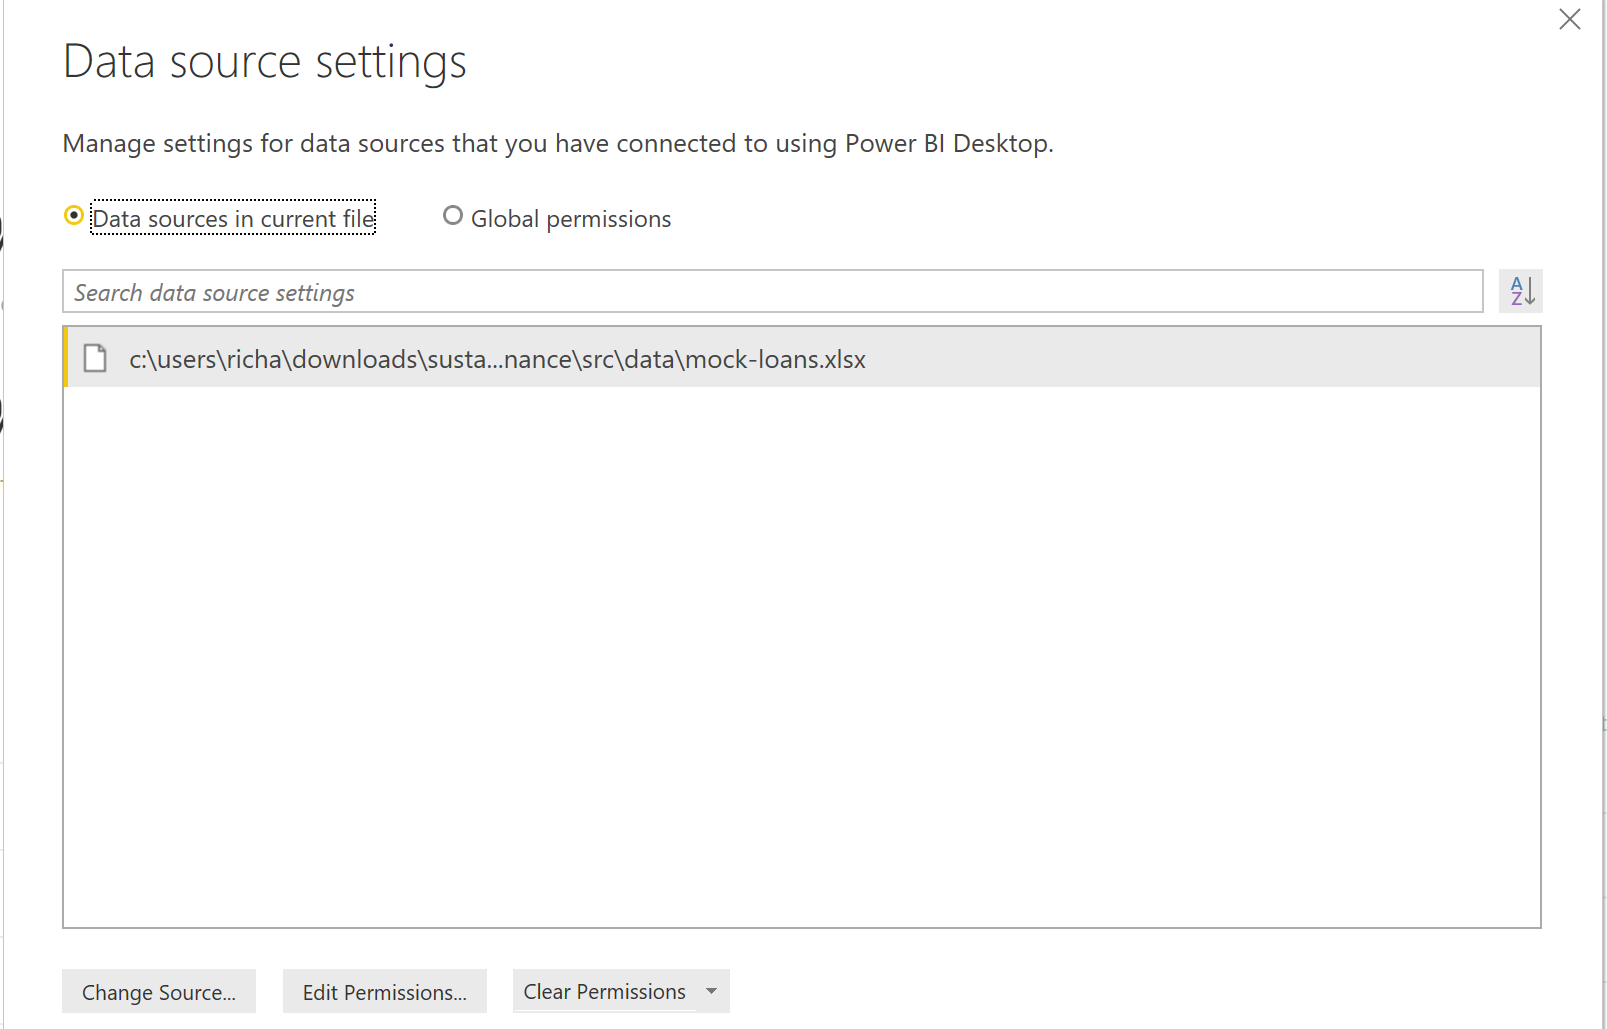 Data source settings
Manage settings for data sources that you have connected to using Power BI Desktop.
Data sources in current file
Global permissions
Search data source settings
A
Z
c:\users\richa\downloads\susta...nance\src\data\mock-loans.xlsx
Change Source...
Edit Permissions...
Clear Permissions